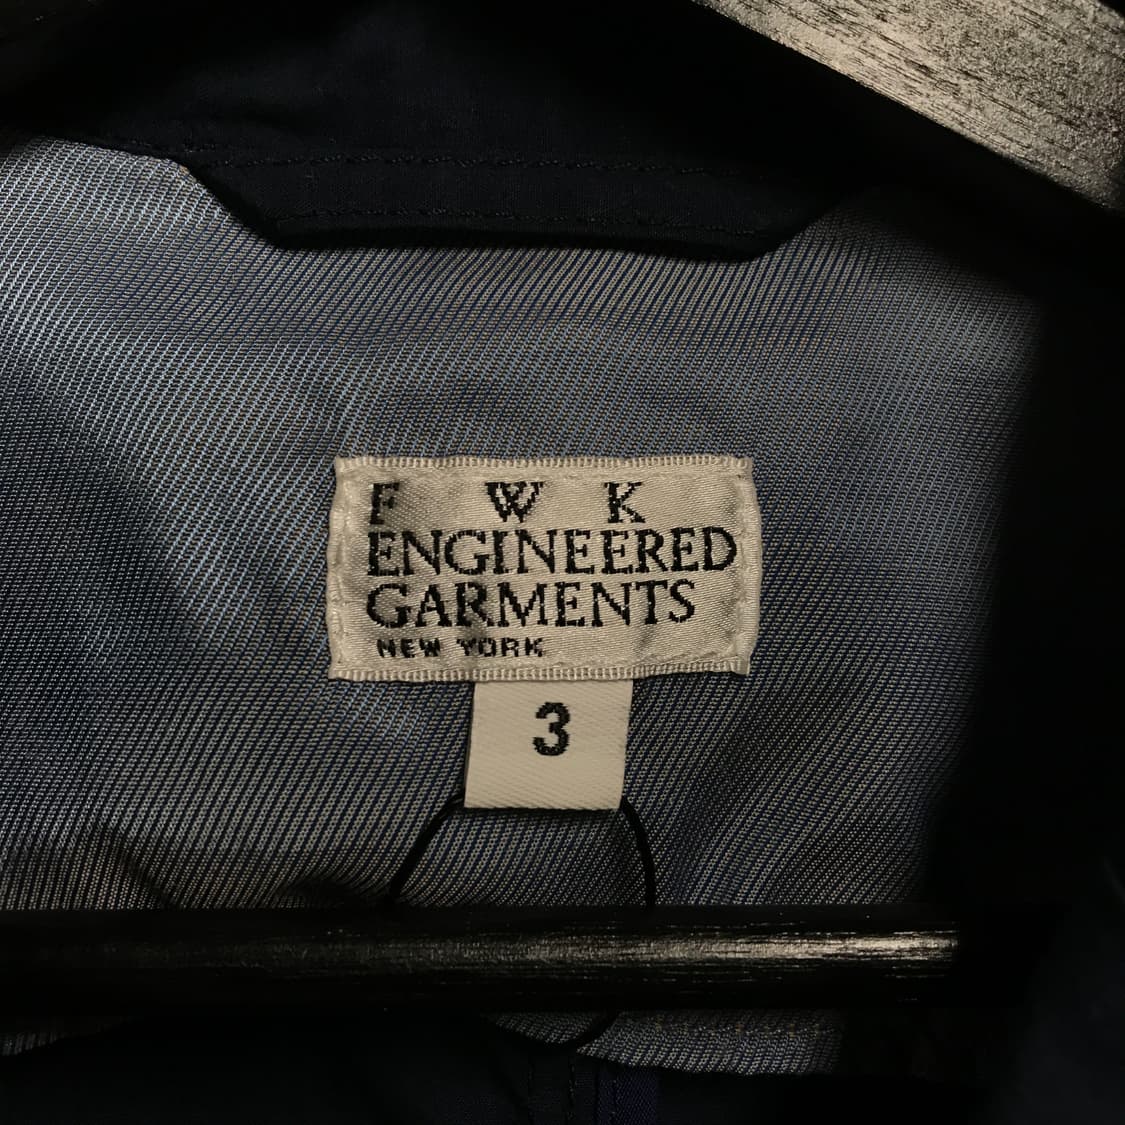 F W K
ENGINEERED
GARMENTS
NEW YORK
3